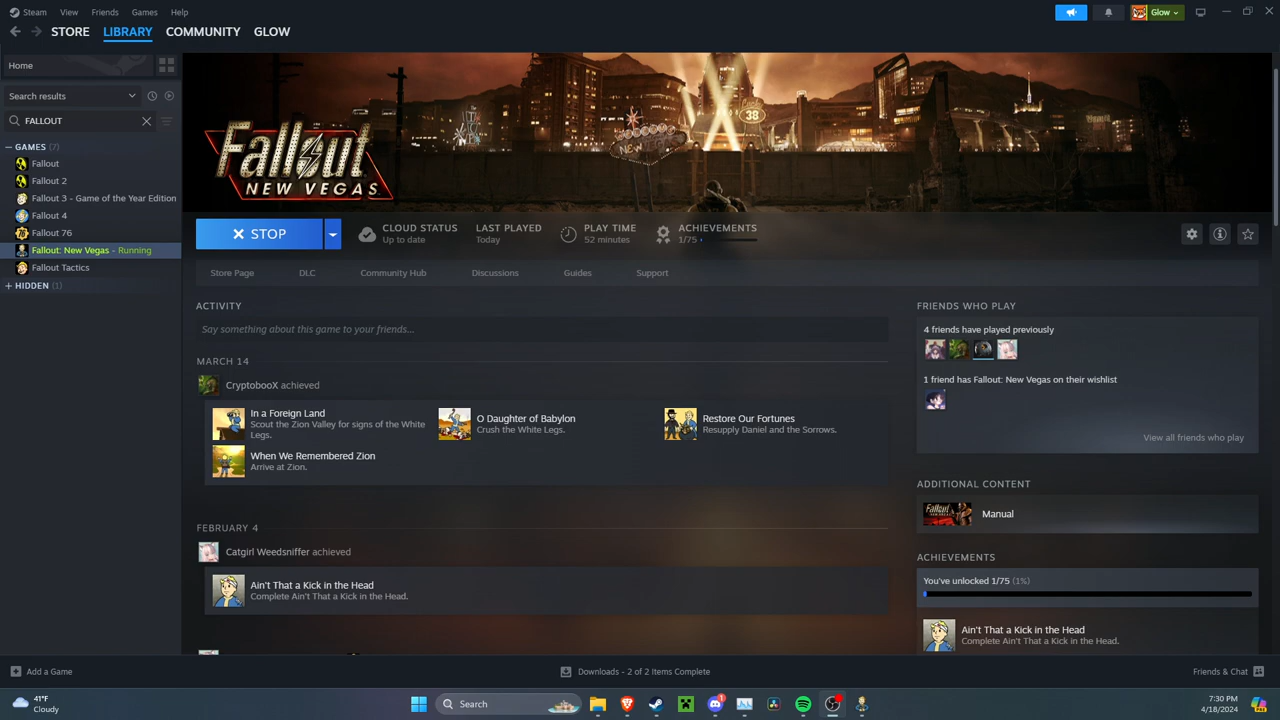 Steam View Friends Games Help
Glow
STORE LIBRARY COMMUNITY GLOW
Home
Search results
FALLOUT
GAMES (7)
Fallout
Fallout 2
Fallout 3 - Game of the Year Edition
Fallout 4
Fallout 76
Fallout: New Vegas - Running
Fallout Tactics
HIDDEN (1)
Fallout
NEW VEGAS
38
STOP
CLOUD STATUS
Up to date
LAST PLAYED
Today
PLAY TIME
52 minutes
ACHIEVEMENTS
1/75
Store Page DLC Community Hub Discussions Guides Support
ACTIVITY
Say something about this game to your friends...
MARCH 14
CryptobooX achieved
In a Foreign Land
Scout the Zion Valley for signs of the White
Legs.
O Daughter of Babylon
Crush the White Legs.
Restore Our Fortunes
Resupply Daniel and the Sorrows.
When We Remembered Zion
Arrive at Zion.
FEBRUARY 4
Catgirl Weedsniffer achieved
Ain't That a Kick in the Head
Complete Ain't That a Kick in the Head.
FRIENDS WHO PLAY
4 friends have played previously
1 friend has Fallout: New Vegas on their wishlist
View all friends who play
ADDITIONAL CONTENT
Manual
ACHIEVEMENTS
You've unlocked 1/75 (1%)
Ain't That a Kick in the Head
Complete Ain't That a Kick in the Head.
Add a Game
Downloads - 2 of 2 Items Complete
Friends & Chat
41°F
Cloudy
Search
1
7:30 PM
4/18/2024